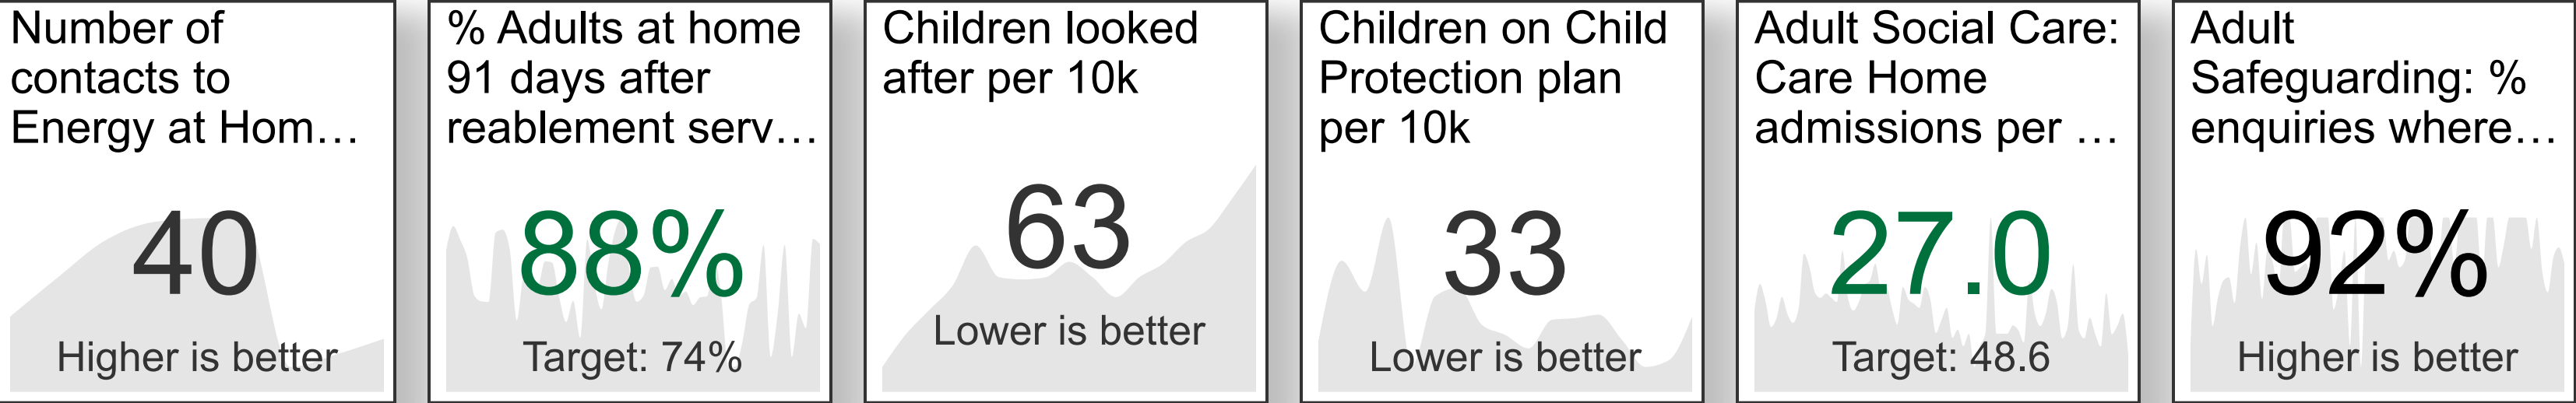 Number of
contacts to
Energy at Hom…
40
Higher is better
% Adults at home
91 days after
reablement serv…
88%
Target: 74%
Children looked
after per 10k
63
Lower is better
Children on Child
Protection plan
per 10k
33
Lower is better
Adult Social Care:
Care Home
admissions per …
27.0
Target: 48.6
Adult
Safeguarding: %
enquiries where…
92%
Higher is better